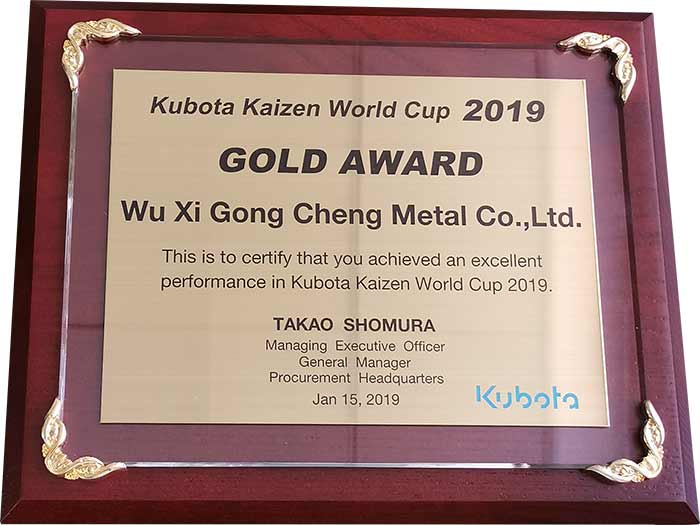 Kubota Kaizen World Cup 2019
GOLD AWARD
Wu Xi Gong Cheng Metal Co.,Ltd.
This is to certify that you achieved an excellent
performance in Kubota Kaizen World Cup 2019.
TAKAO SHOMURA
Managing Executive Officer
General Manager
Procurement Headquarters
Jan 15, 2019
Kubota